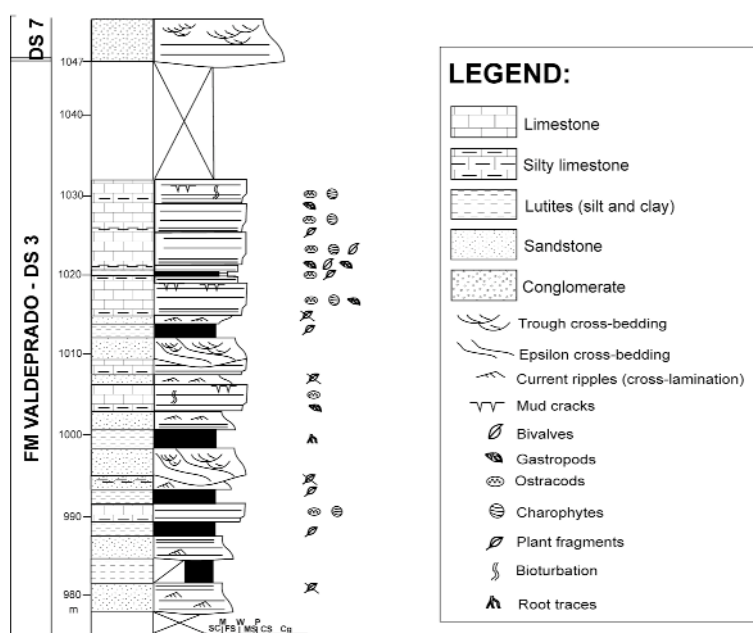 DS 7
FM VALDEPRADO - DS 3
1047
1040
1030
1020
1010
1000
990
980
m
M W P
SC FS MS CS Cg
LEGEND:
Limestone
Silty limestone
Lutites (silt and clay)
Sandstone
Conglomerate
Trough cross-bedding
Epsilon cross-bedding
Current ripples (cross-lamination)
Mud cracks
Bivalves
Gastropods
Ostracods
Charophytes
Plant fragments
Bioturbation
Root traces